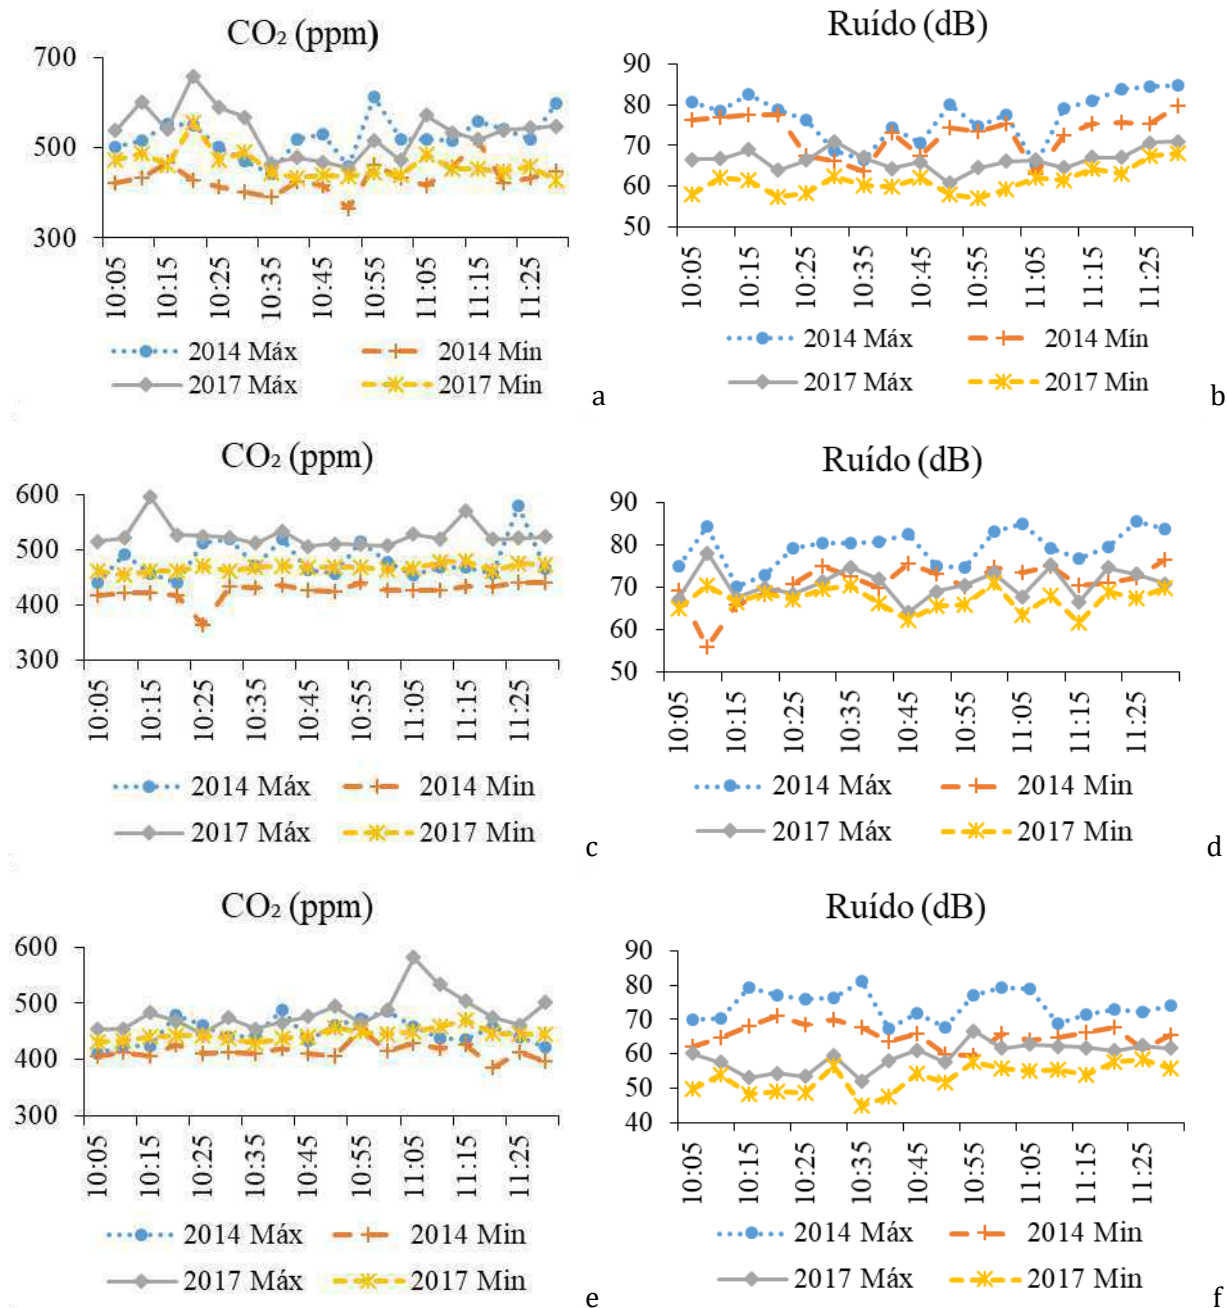 CO₂ (ppm)
700
500
300
10:05
10:15
10:25
10:35
10:45
10:55
11:05
11:15
11:25
2014 Máx
2014 Min
2017 Máx
2017 Min
a
Ruído (dB)
90
80
70
60
50
10:05
10:15
10:25
10:35
10:45
10:55
11:05
11:15
11:25
2014 Máx
2014 Min
2017 Máx
2017 Min
b
CO₂ (ppm)
600
500
400
300
10:05
10:15
10:25
10:35
10:45
10:55
11:05
11:15
11:25
2014 Máx
2014 Min
2017 Máx
2017 Min
c
Ruído (dB)
90
80
70
60
50
10:05
10:15
10:25
10:35
10:45
10:55
11:05
11:15
11:25
2014 Máx
2014 Min
2017 Máx
2017 Min
d
CO₂ (ppm)
600
500
400
300
10:05
10:15
10:25
10:35
10:45
10:55
11:05
11:15
11:25
2014 Máx
2014 Min
2017 Máx
2017 Min
e
Ruído (dB)
90
80
70
60
50
40
10:05
10:15
10:25
10:35
10:45
10:55
11:05
11:15
11:25
2014 Máx
2014 Min
2017 Máx
2017 Min
f